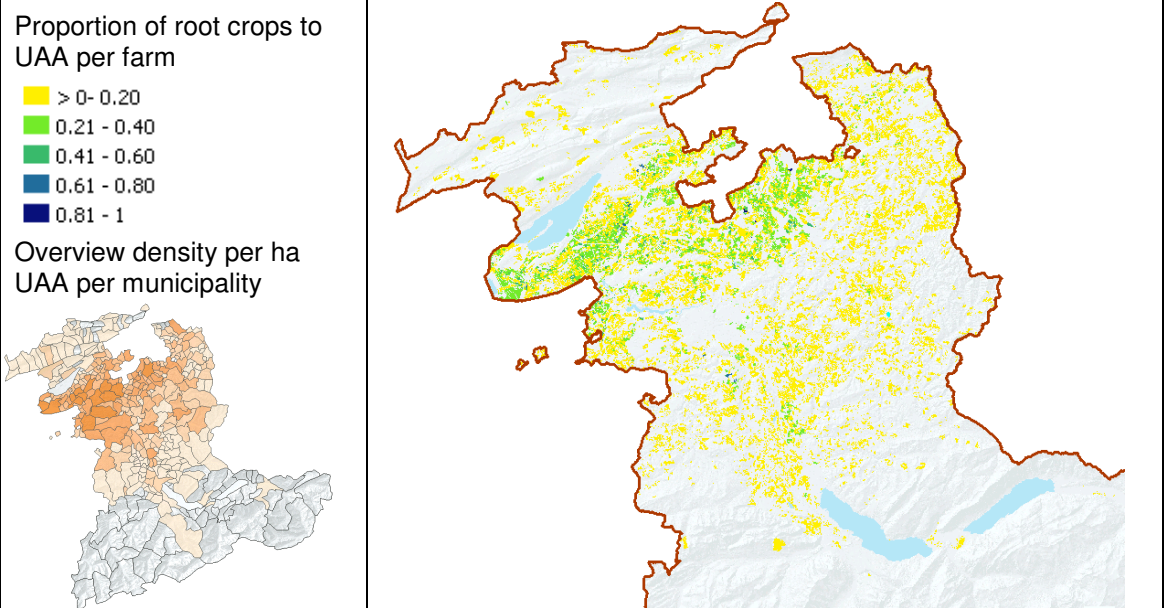 Proportion of root crops to
UAA per farm
> 0- 0.20
0.21 - 0.40
0.41 - 0.60
0.61 - 0.80
0.81 - 1
Overview density per ha
UAA per municipality